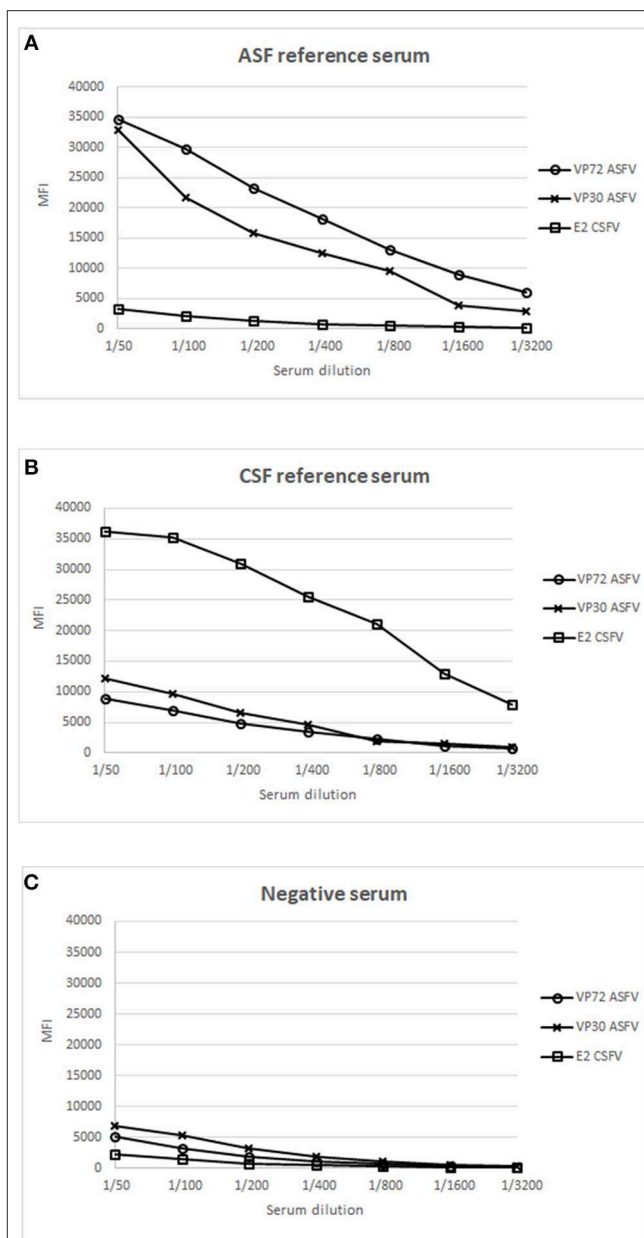 A
ASF reference serum
40000
35000
30000
25000
20000
15000
10000
5000
0
MFI
1/50 1/100 1/200 1/400 1/800 1/1600 1/3200
Serum dilution
VP72 ASFV
VP30 ASFV
E2 CSFV
B
CSF reference serum
40000
35000
30000
25000
20000
15000
10000
5000
0
MFI
1/50 1/100 1/200 1/400 1/800 1/1600 1/3200
Serum dilution
VP72 ASFV
VP30 ASFV
E2 CSFV
C
Negative serum
40000
35000
30000
25000
20000
15000
10000
5000
0
MFI
1/50 1/100 1/200 1/400 1/800 1/1600 1/3200
Serum dilution
VP72 ASFV
VP30 ASFV
E2 CSFV